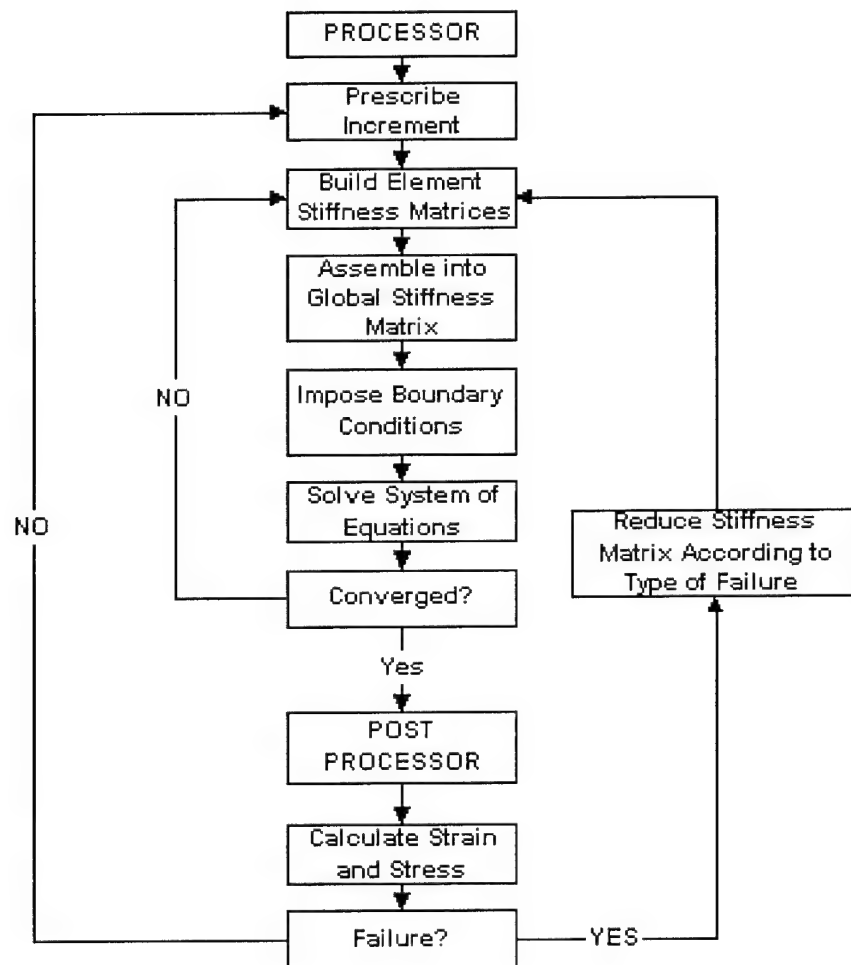 PROCESSOR
Prescribe
Increment
Build Element
Stiffness Matrices
Assemble into
Global Stiffness
Matrix
NO
Impose Boundary
Conditions
NO
Solve System of
Equations
Reduce Stiffness
Matrix According to
Type of Failure
Converged?
Yes
POST
PROCESSOR
Calculate Strain
and Stress
Failure?
YES